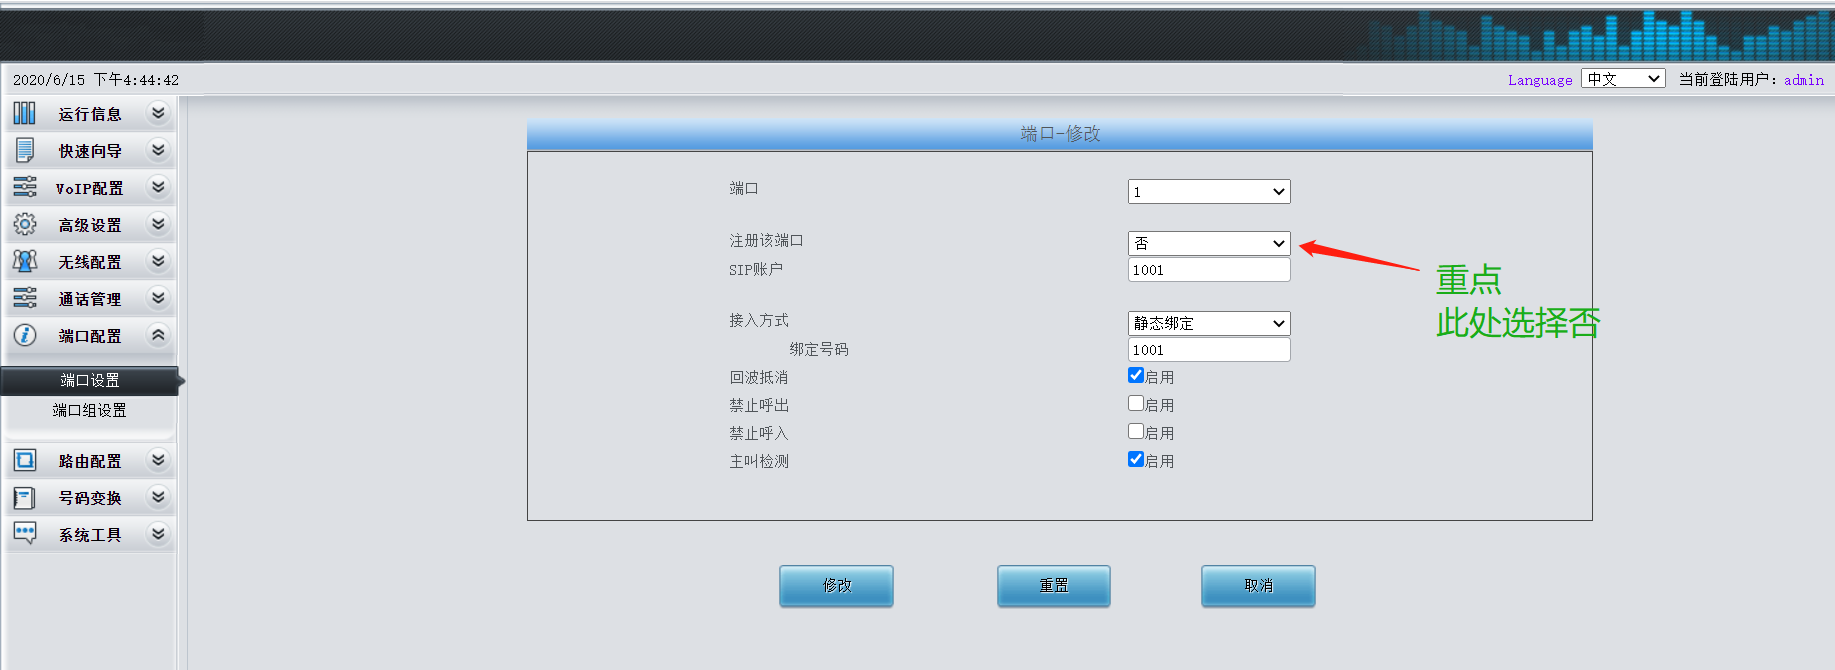 2020/6/15 下午4:44:42
Language 中文 当前登陆用户：admin
运行信息
快速向导
VoIP配置
高级设置
无线配置
通话管理
端口配置
端口设置
端口组设置
路由配置
号码变换
系统工具
端口-修改
端口 1
注册该端口 否
SIP账户 1001
重点
此处选择否
接入方式 静态绑定
绑定号码 1001
回波抵消 启用
禁止呼出 启用
禁止呼入 启用
主叫检测 启用
修改 重置 取消